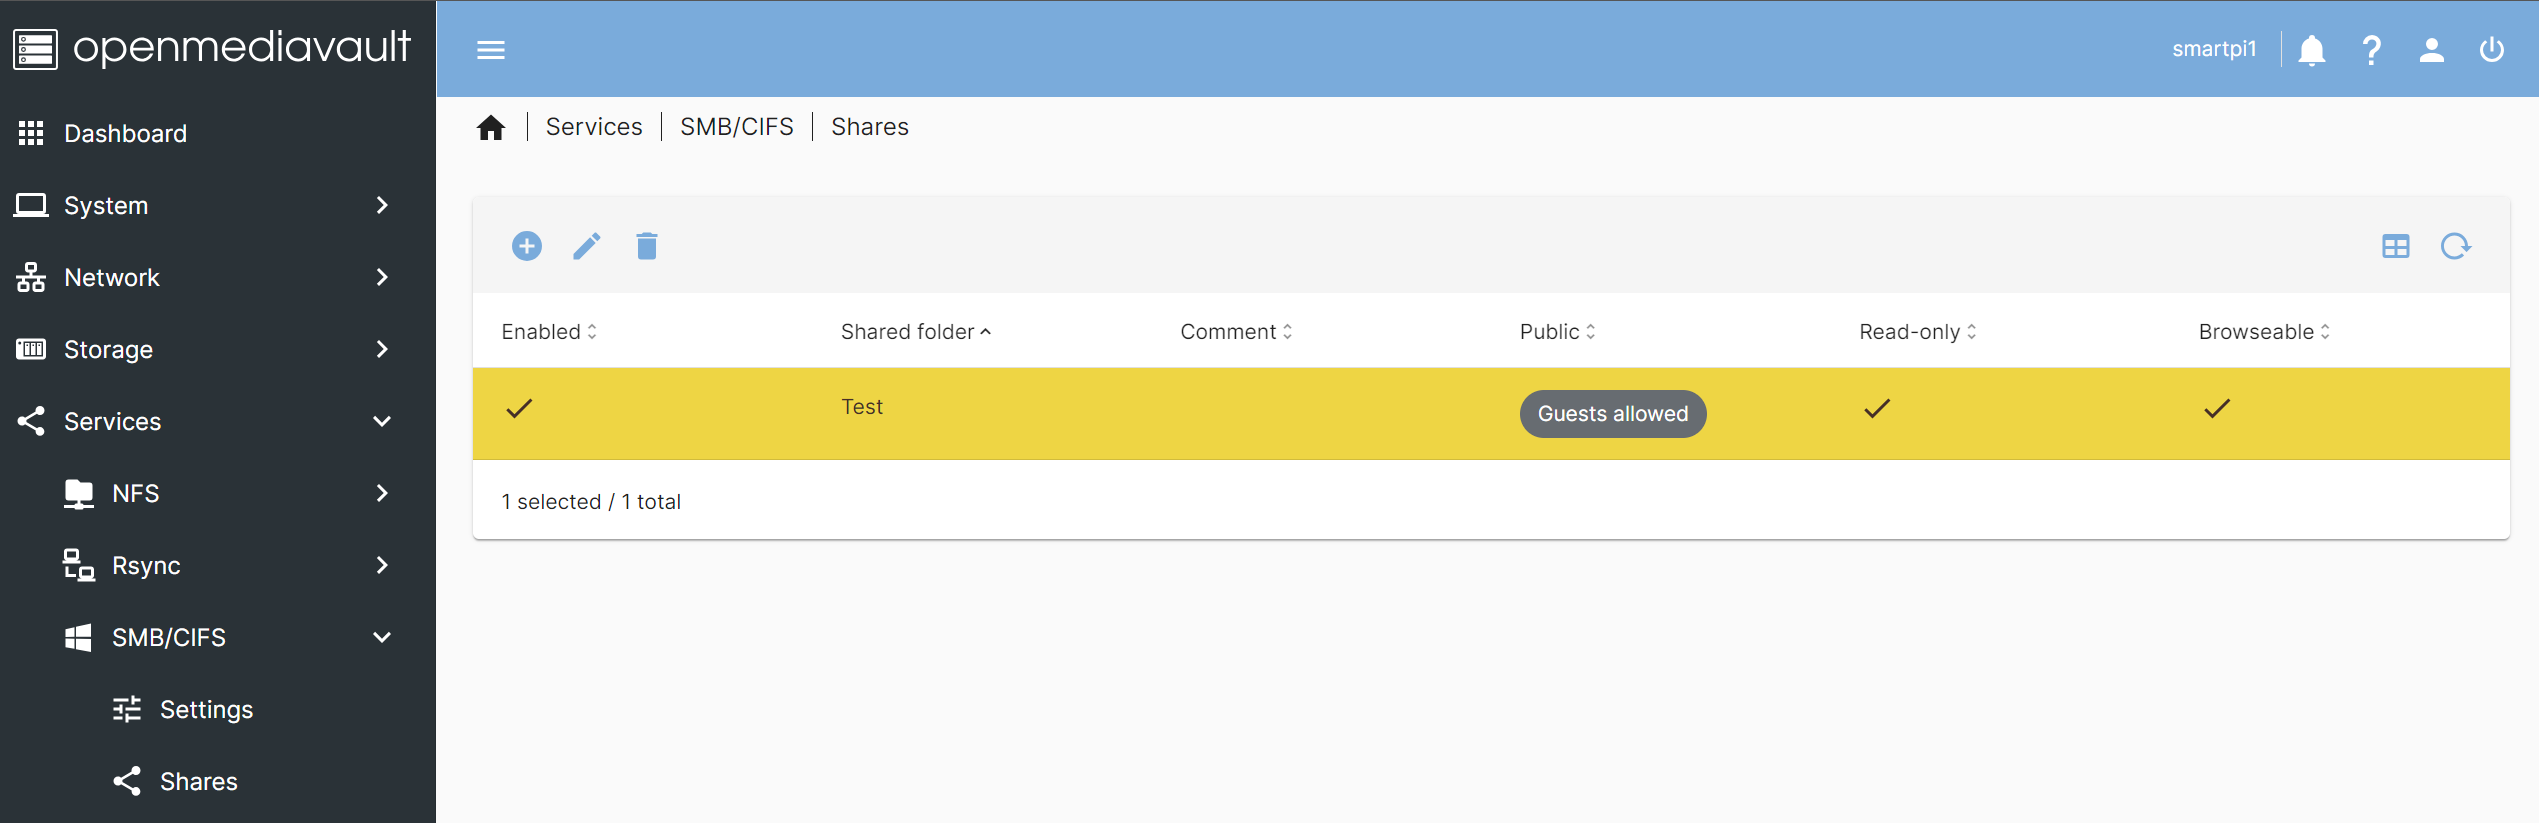 openmediavault
smartpi1
Dashboard
System
Network
Storage
Services
NFS
Rsync
SMB/CIFS
Settings
Shares
Services | SMB/CIFS | Shares
Enabled Shared folder Comment Public Read-only Browseable
Test Guests allowed
1 selected / 1 total